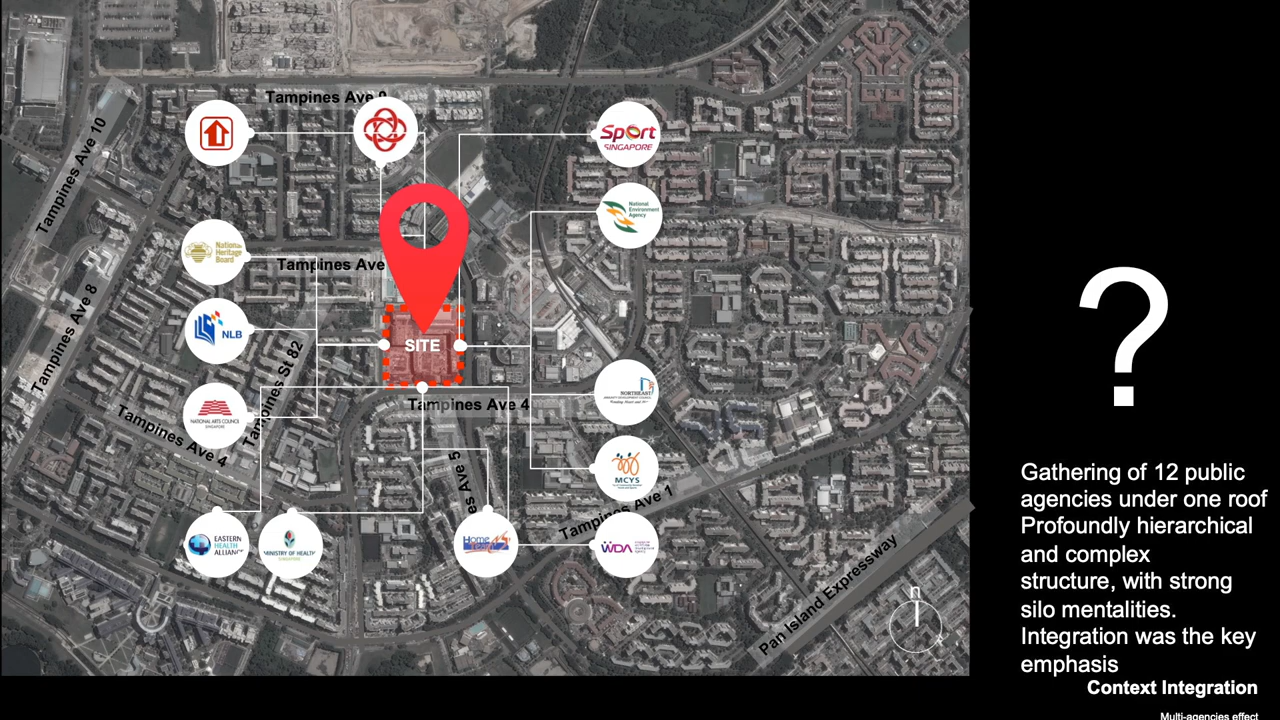 Tampines Ave 9
Tampines Ave 10
Sport
SINGAPORE
National
Environment
Agency
National
Heritage
Board
Tampines Ave
Tampines Ave 8
NLB
SITE
Tampines St 82
NORTHEAST
Tampines Ave 4
NATIONAL ARTS COUNCIL
SINGAPORE
Tampines Ave 4
MCYS
es Ave 5
Tampines Ave 1
EASTERN
HEALTH
ALLIANCE
MINISTRY OF HEALTH
SINGAPORE
Home
Team
WDA
Pan Island Expressway
n
?
Gathering of 12 public
agencies under one roof
Profoundly hierarchical
and complex
structure, with strong
silo mentalities.
Integration was the key
emphasis
Context Integration
Multi-agencies effect